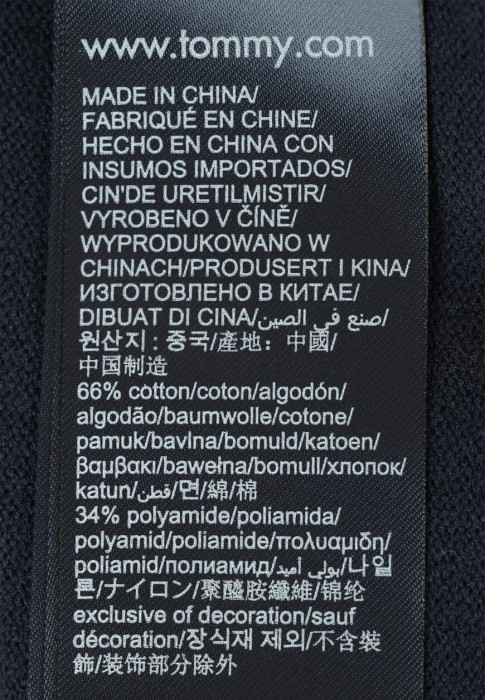 www.tommy.com
MADE IN CHINA/
FABRIQUÉ EN CHINE/
HECHO EN CHINA CON
INSUMOS IMPORTADOS/
CIN'DE URETILMISTIR/
VYROBENO V ČÍNĚ/
WYPRODUKOWANO W
CHINACH/PRODUSERT I KINA/
ИЗГОТОВЛЕНО В КИТАЕ/
DIBUAT DI CINA/صنع في الصين/
원산지 : 중국/產地：中國/
中国制造
66% cotton/coton/algodón/
algodão/baumwolle/cotone/
pamuk/bavlna/bomuld/katoen/
βαμβακι/bawełna/bomull/хлопок/
katun/قطن/면/綿/棉
34% polyamide/poliamida/
polyamid/poliamide/πολυαμιδη/
poliamid/полиамид/بولي أميد/나일
론/ナイロン/聚醯胺纖維/锦纶
exclusive of decoration/sauf
décoration/장식재 제외/不含裝
飾/装饰部分除外